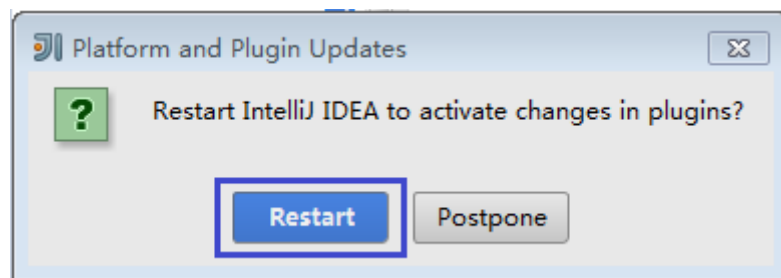 Platform and Plugin Updates
Restart IntelliJ IDEA to activate changes in plugins?
Restart Postpone